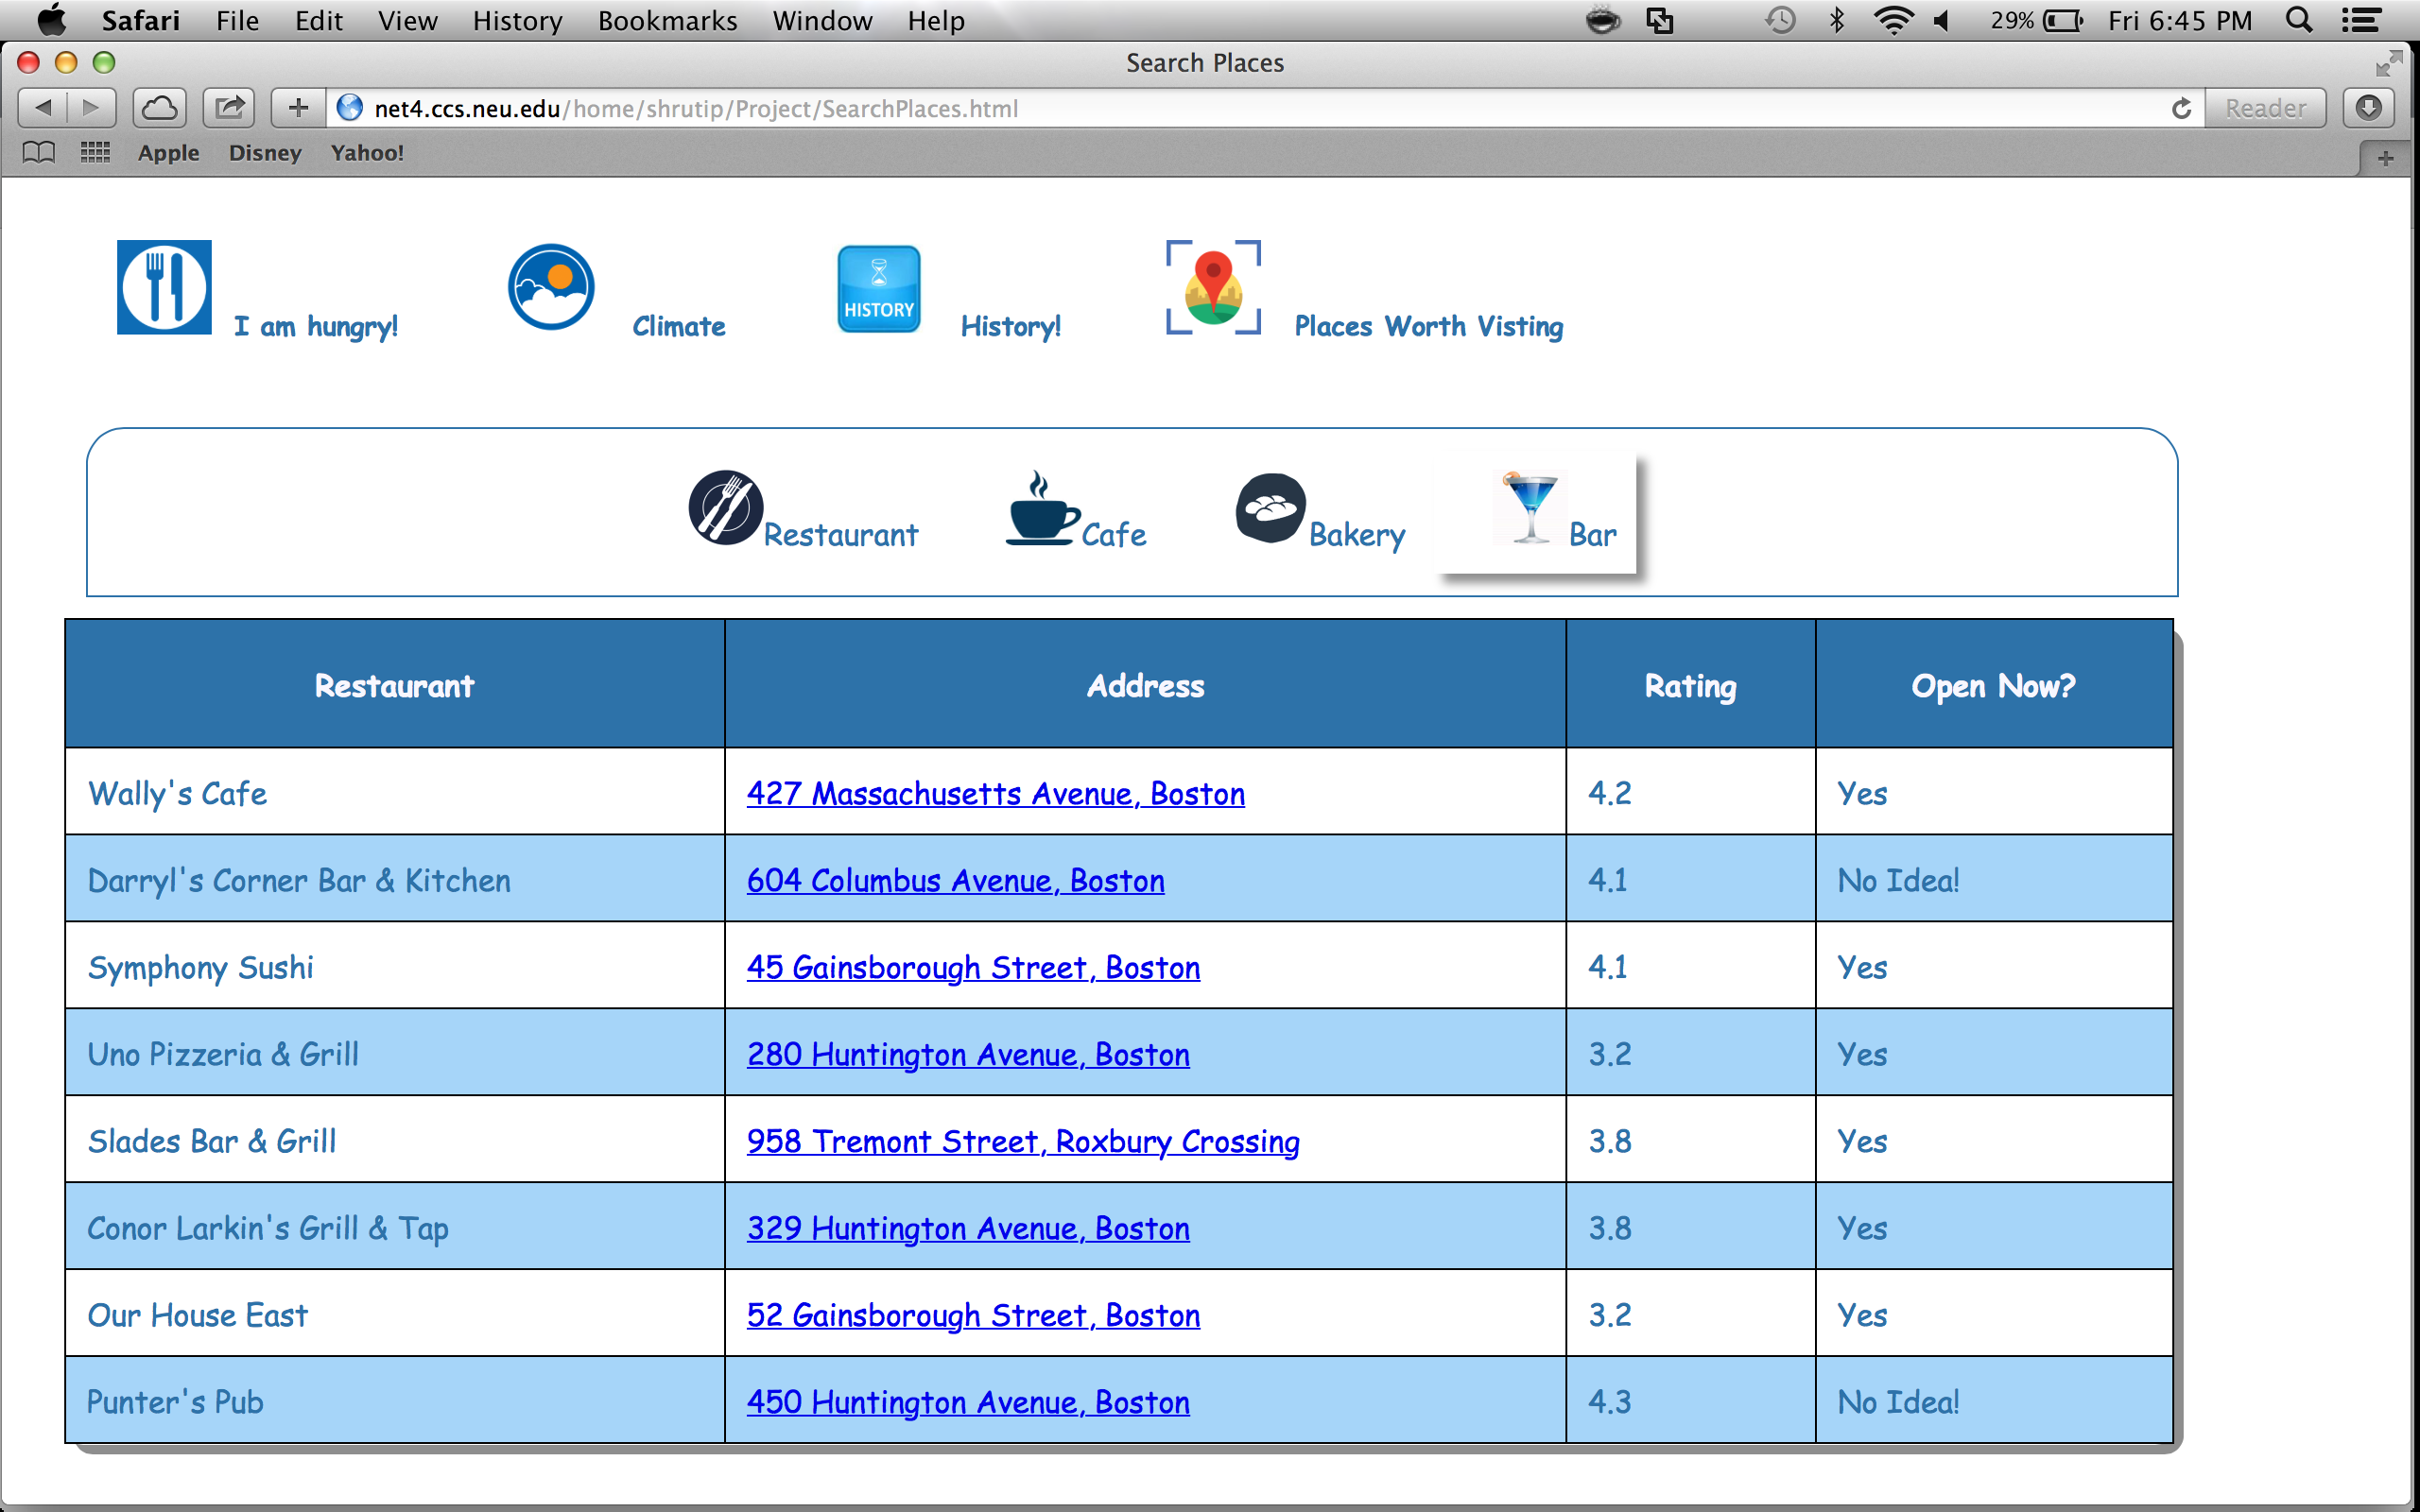 Safari File Edit View History Bookmarks Window Help 29% Fri 6:45 PM
Search Places
net4.ccs.neu.edu/home/shrutip/Project/SearchPlaces.html Reader
Apple Disney Yahoo!
HISTORY
I am hungry! Climate History! Places Worth Visting
Restaurant Cafe Bakery Bar
Restaurant Address Rating Open Now?
Wally's Cafe 427 Massachusetts Avenue, Boston 4.2 Yes
Darryl's Corner Bar & Kitchen 604 Columbus Avenue, Boston 4.1 No Idea!
Symphony Sushi 45 Gainsborough Street, Boston 4.1 Yes
Uno Pizzeria & Grill 280 Huntington Avenue, Boston 3.2 Yes
Slades Bar & Grill 958 Tremont Street, Roxbury Crossing 3.8 Yes
Conor Larkin's Grill & Tap 329 Huntington Avenue, Boston 3.8 Yes
Our House East 52 Gainsborough Street, Boston 3.2 Yes
Punter's Pub 450 Huntington Avenue, Boston 4.3 No Idea!